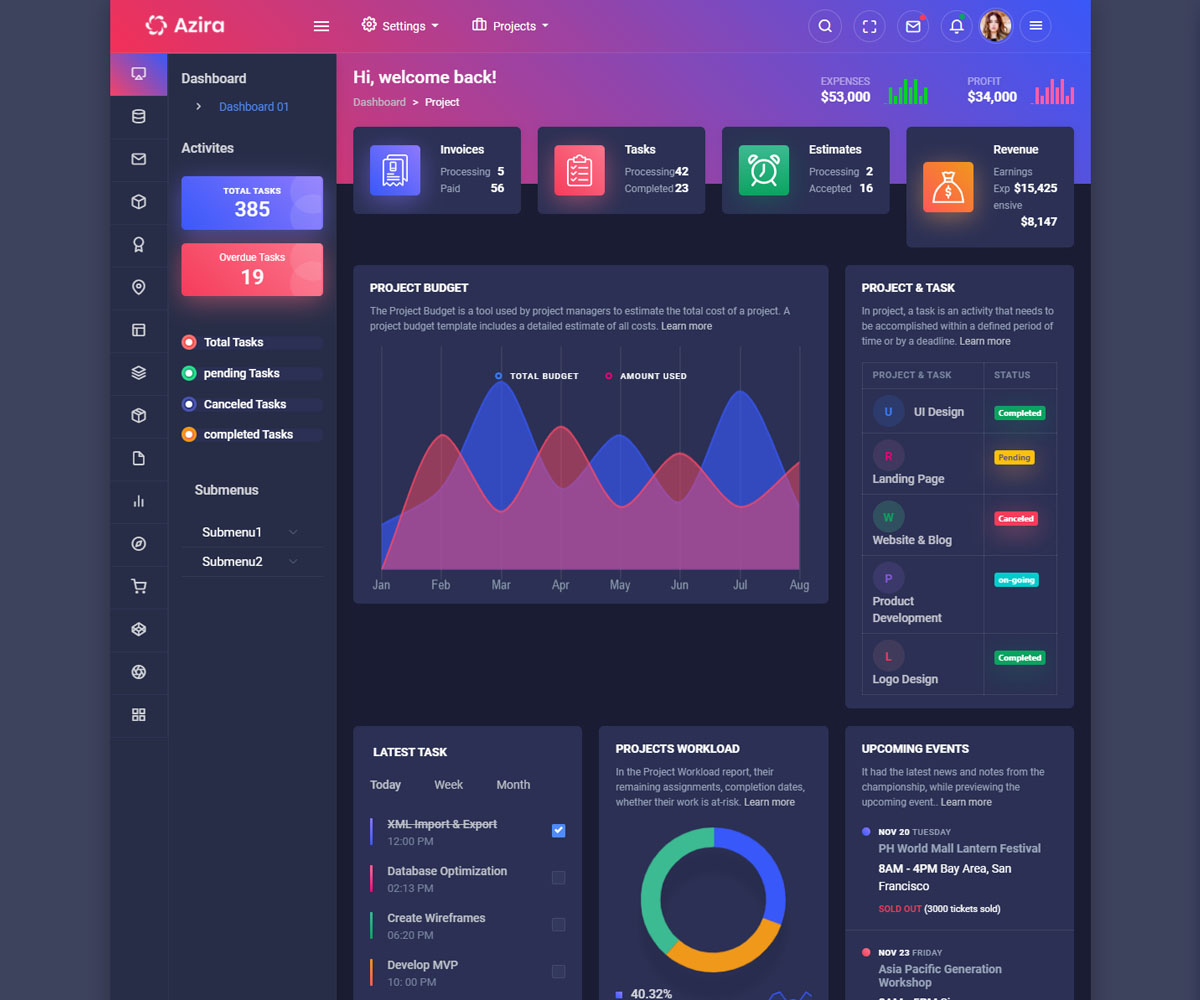 Azira
Settings
Projects
Dashboard
Dashboard 01
Activites
TOTAL TASKS
385
Overdue Tasks
19
Total Tasks
pending Tasks
Canceled Tasks
completed Tasks
Submenus
Submenu1
Submenu2
Hi, welcome back!
Dashboard > Project
EXPENSES
$53,000
PROFIT
$34,000
Invoices
Processing 5
Paid 56
Tasks
Processing 42
Completed 23
Estimates
Processing 2
Accepted 16
Revenue
Earnings
Exp $15,425
ensive
$8,147
PROJECT BUDGET
The Project Budget is a tool used by project managers to estimate the total cost of a project. A
project budget template includes a detailed estimate of all costs. Learn more
TOTAL BUDGET AMOUNT USED
Jan Feb Mar Apr May Jun Jul Aug
PROJECT & TASK
In project, a task is an activity that needs to
be accomplished within a defined period of
time or by a deadline. Learn more
PROJECT & TASK STATUS
U UI Design Completed
R Pending
Landing Page
W Canceled
Website & Blog
P on-going
Product
Development
L Completed
Logo Design
LATEST TASK
Today Week Month
XML Import & Export
12:00 PM
Database Optimization
02:13 PM
Create Wireframes
06:20 PM
Develop MVP
10: 00 PM
PROJECTS WORKLOAD
In the Project Workload report, their
remaining assignments, completion dates,
whether their work is at-risk. Learn more
40.32%
UPCOMING EVENTS
It had the latest news and notes from the
championship, while previewing the
upcoming event.. Learn more
NOV 20 TUESDAY
PH World Mall Lantern Festival
8AM - 4PM Bay Area, San
Francisco
SOLD OUT (3000 tickets sold)
NOV 23 FRIDAY
Asia Pacific Generation
Workshop